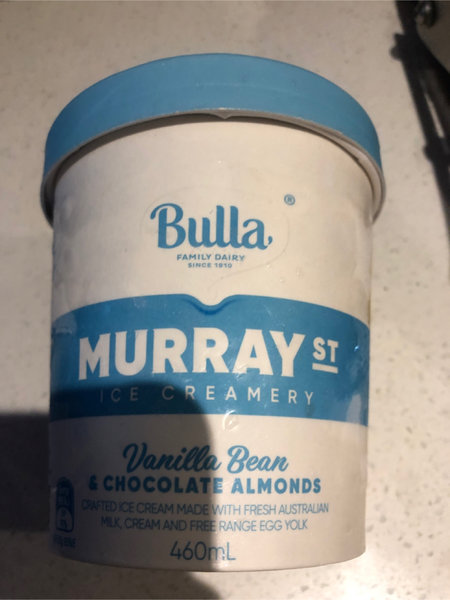 Bulla®
FAMILY DAIRY
SINCE 1910
MURRAY ST
ICE CREAMERY
Vanilla Bean
& CHOCOLATE ALMONDS
CRAFTED ICE CREAM MADE WITH FRESH AUSTRALIAN
MILK, CREAM AND FREE RANGE EGG YOLK
460mL